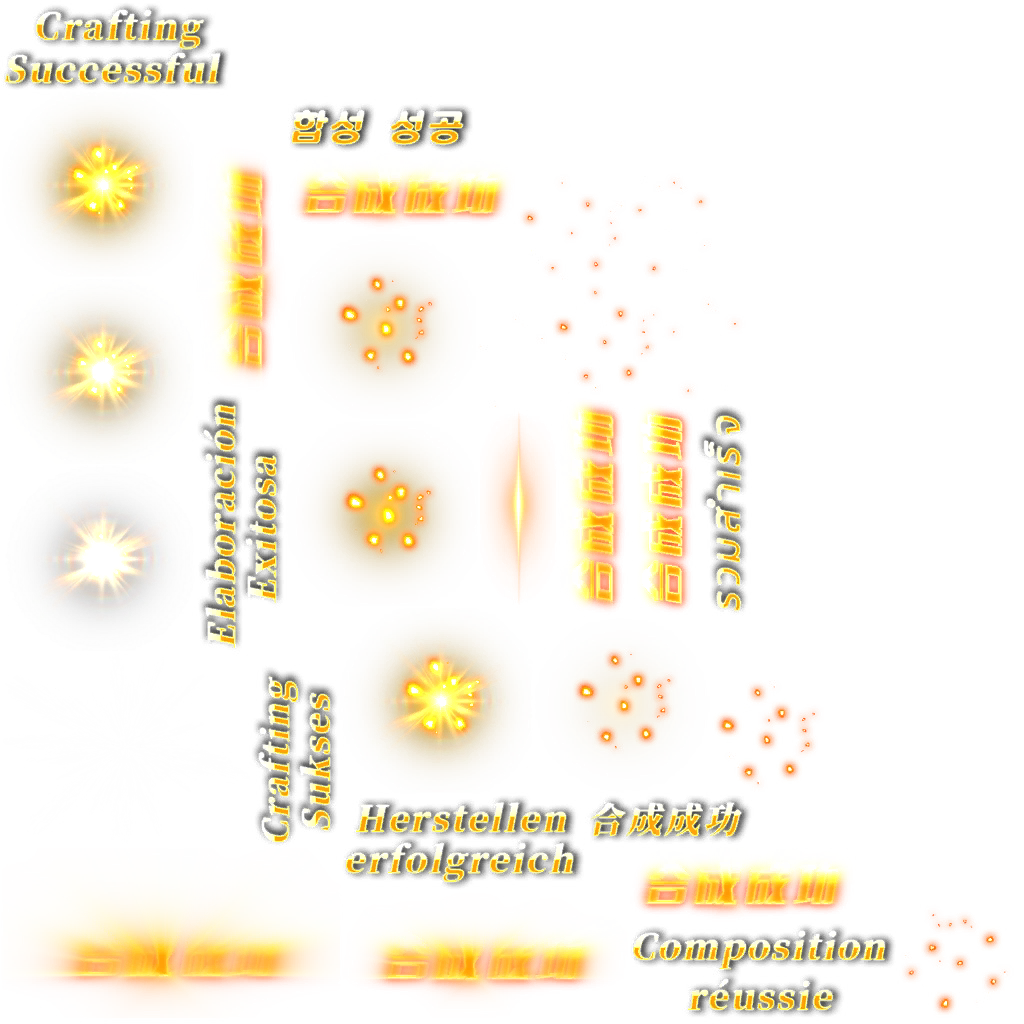 Crafting
Successful
합성 성공
合成成功
合成成功
Elaboración
Exitosa
合成成功
合成成功
รวมสำเร็จ
Crafting
Sukses
Herstellen
erfolgreich
合成成功
合成成功
合成成功
合成成功
Composition
réussie